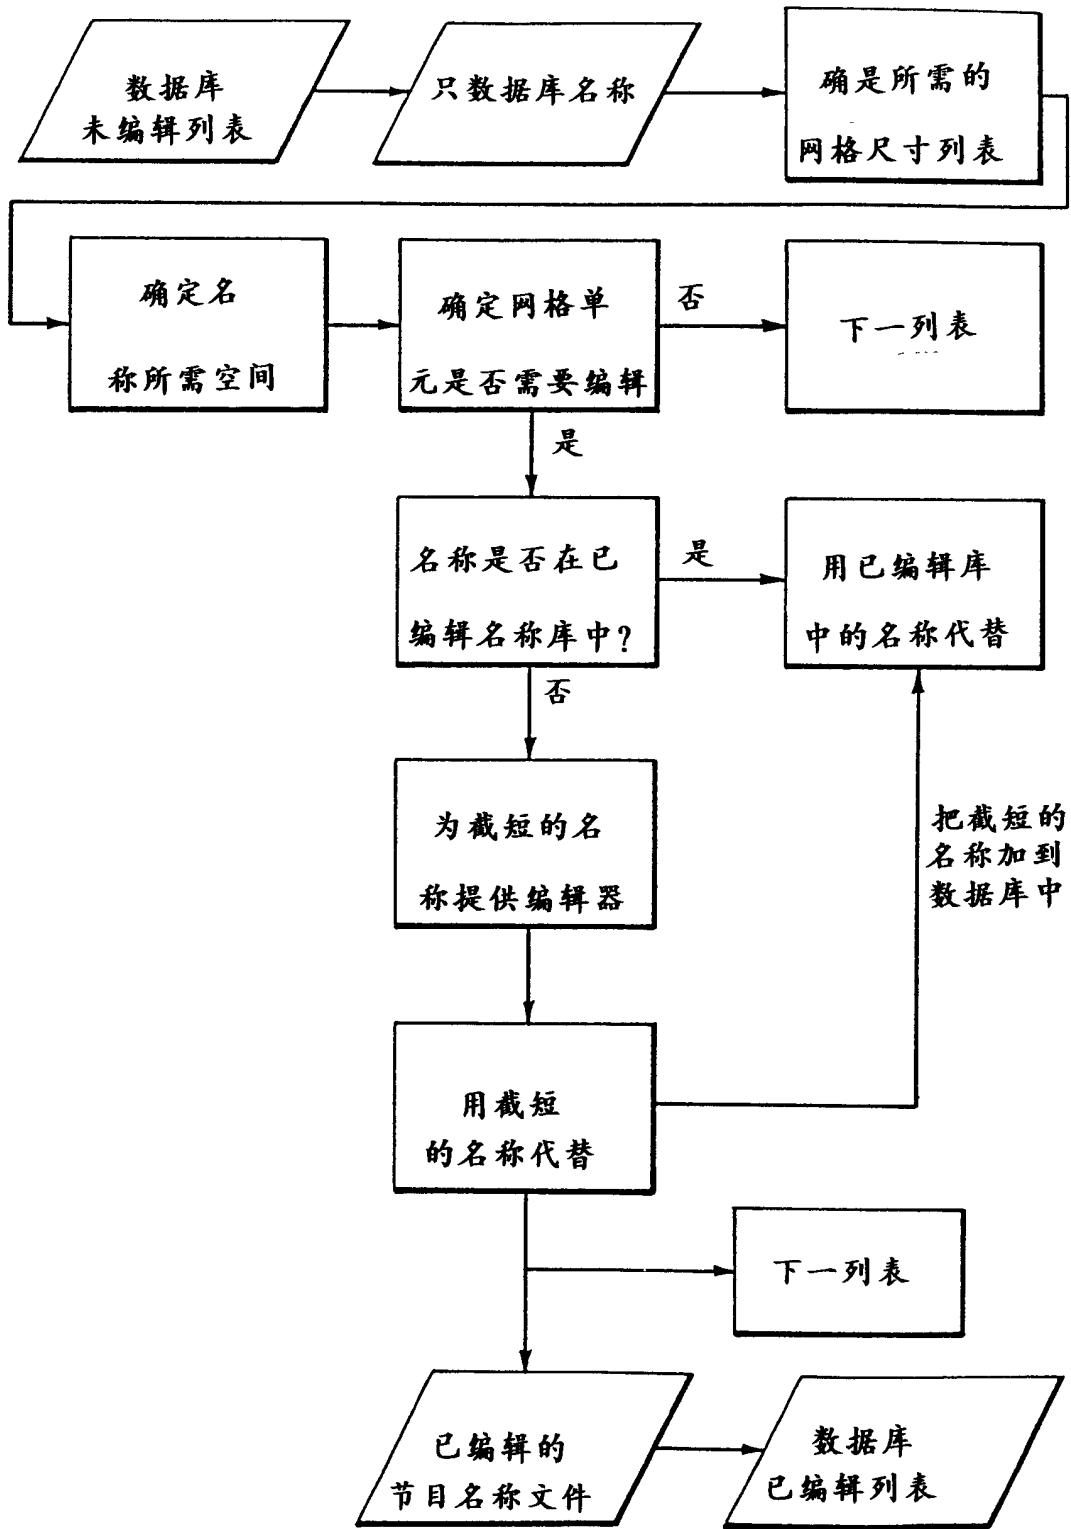 数据库
未编辑列表
只数据库名称
确是所需的
网格尺寸列表
确定名
称所需空间
确定网格单
元是否需要编辑
否
下一列表
是
名称是否在已
编辑名称库中?
是
用已编辑库
中的名称代替
否
为截短的名
称提供编辑器
把截短的
名称加到
数据库中
用截短
的名称代替
下一列表
已编辑的
节目名称文件
数据库
已编辑列表